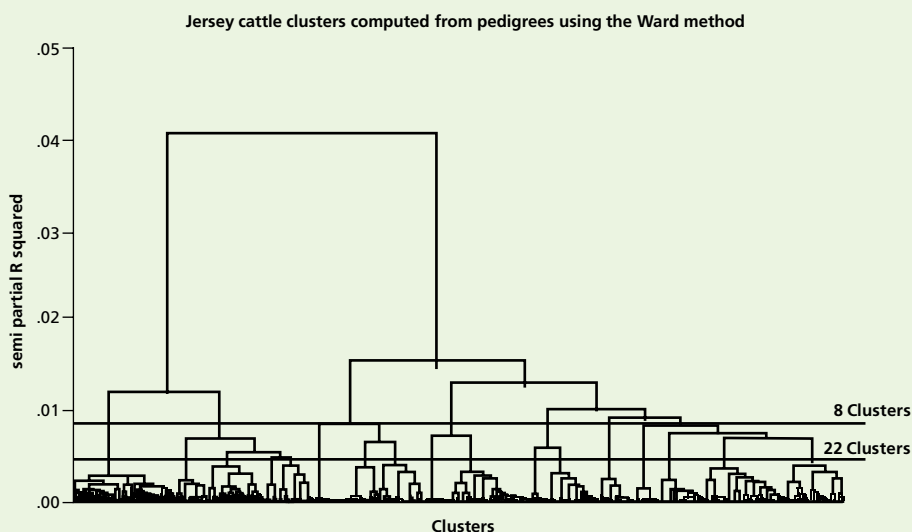 Jersey cattle clusters computed from pedigrees using the Ward method
.05
.04
.03
.02
.01
.00
semi partial R squared
8 Clusters
22 Clusters
Clusters